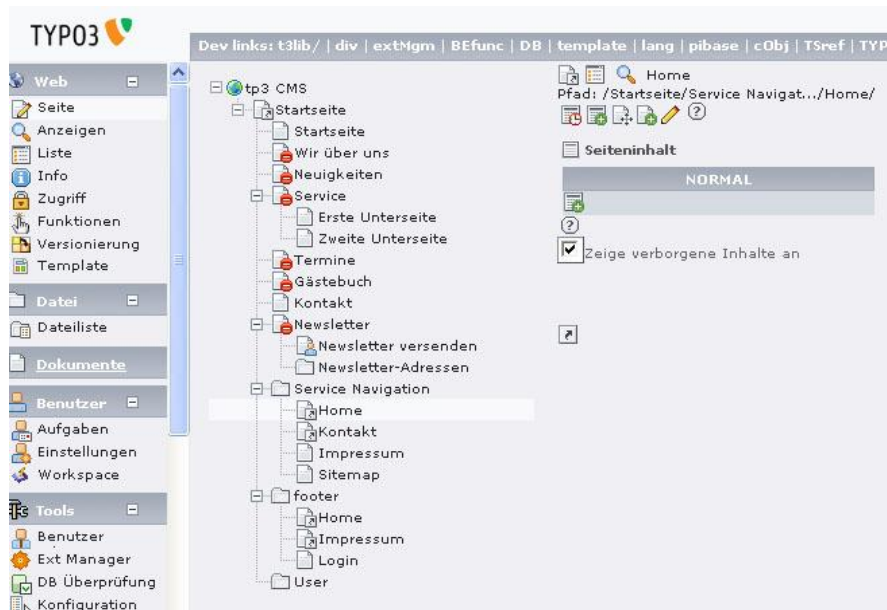 TYPO3
Dev links: t3lib/ | div | extMgm | BEfunc | DB | template | lang | pibase | cObj | TSref | TYP
Web
Seite
Anzeigen
Liste
Info
Zugriff
Funktionen
Versionierung
Template
Datei
Dateiliste
Dokumente
Benutzer
Aufgaben
Einstellungen
Workspace
Tools
Benutzer
Ext Manager
DB Überprüfung
Konfiguration
tp3 CMS
Startseite
Startseite
Wir über uns
Neuigkeiten
Service
Erste Unterseite
Zweite Unterseite
Termine
Gästebuch
Kontakt
Newsletter
Newsletter versenden
Newsletter-Adressen
Service Navigation
Home
Kontakt
Impressum
Sitemap
footer
Home
Impressum
Login
User
Home
Pfad: /Startseite/Service Navigat.../Home/
Seiteninhalt
NORMAL
Zeige verborgene Inhalte an